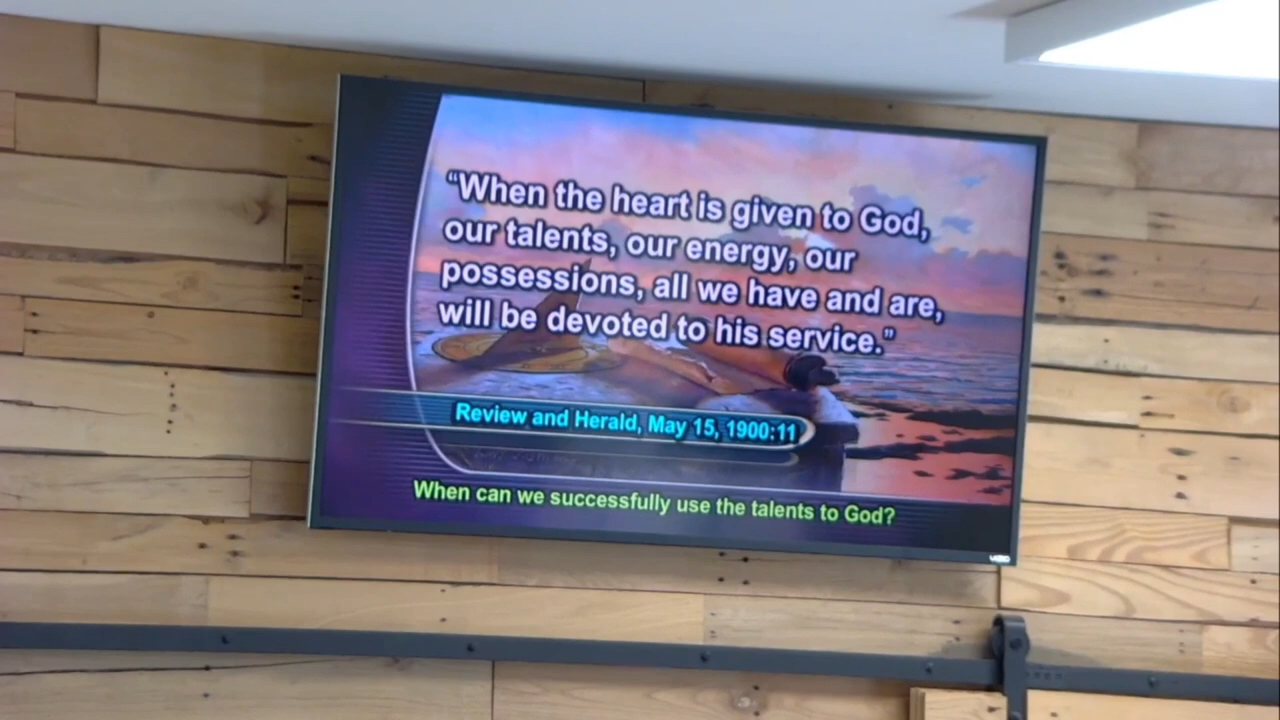 “When the heart is given to God,
our talents, our energy, our
possessions, all we have and are,
will be devoted to his service.”
Review and Herald, May 15, 1900:11
When can we successfully use the talents to God?
VIZIO